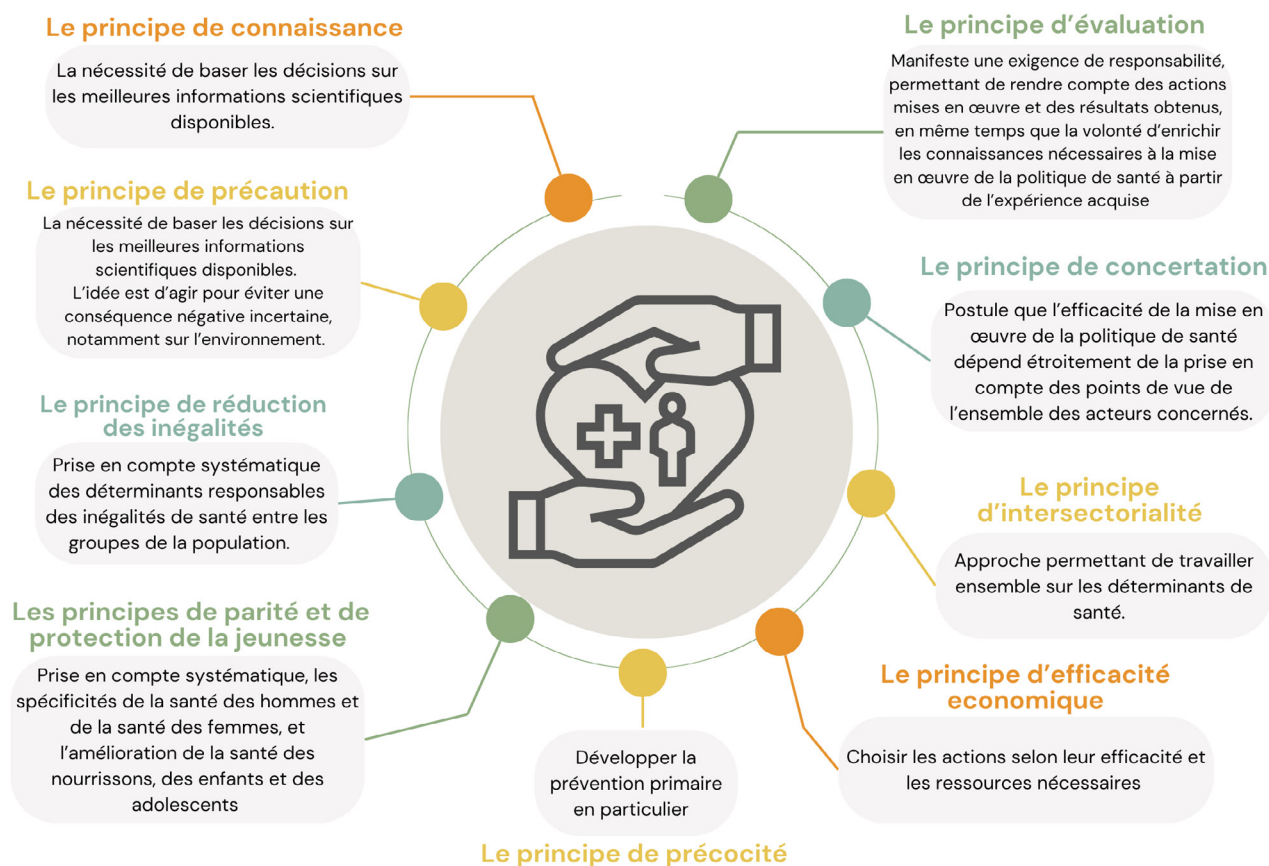 Le principe de connaissance
La nécessité de baser les décisions sur
les meilleures informations scientifiques
disponibles.
Le principe de précaution
La nécessité de baser les décisions sur
les meilleures informations
scientifiques disponibles.
L'idée est d'agir pour éviter une
conséquence négative incertaine,
notamment sur l'environnement.
Le principe de réduction
des inégalités
Prise en compte systématique
des déterminants responsables
des inégalités de santé entre les
groupes de la population.
Les principes de parité et de
protection de la jeunesse
Prise en compte systématique, les
spécificités de la santé des hommes et
de la santé des femmes, et
l'amélioration de la santé des
nourrissons, des enfants et des
adolescents
Développer la
prévention primaire
en particulier
Le principe de précocité
Le principe d'évaluation
Manifeste une exigence de responsabilité,
permettant de rendre compte des actions
mises en œuvre et des résultats obtenus,
en même temps que la volonté d'enrichir
les connaissances nécessaires à la mise
en œuvre de la politique de santé à partir
de l'expérience acquise
Le principe de concertation
Postule que l'efficacité de la mise en
œuvre de la politique de santé
dépend étroitement de la prise en
compte des points de vue de
l'ensemble des acteurs concernés.
Le principe
d'intersectorialité
Approche permettant de travailler
ensemble sur les déterminants de
santé.
Le principe d'efficacité
economique
Choisir les actions selon leur efficacité et
les ressources nécessaires